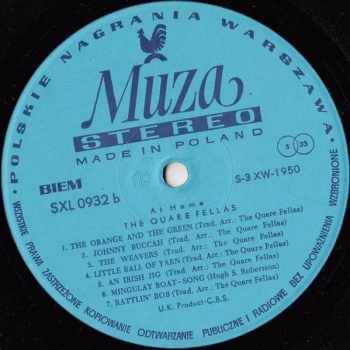 POLSKIE NAGRANIA WARSZAWA
Muza
STEREO
MADE IN POLAND
BIEM
SXL 0932 b
S 33
S-3 XW-1950
At Home
THE QUARE FELLAS
1. THE ORANGE AND THE GREEN (Trad. Arr.: The Quare Fellas)
2. JOHNNY BUCCAH (Trad. Arr.: The Quare Fellas)
3. THE WEAVERS (Trad. Arr.: The Quare Fellas)
4. LITTLE BALL OF YARN (Trad. Arr.: The Quare Fellas)
5. AN IRISH JIG (Trad. Arr.: The Quare Fellas)
6. MINGULAY BOAT-SONG (Hugh S. Roberston)
7. RATTLIN' BOB (Trad. Arr.: The Quare Fellas)
U.K. Product-C.B.S.
WSZELKIE PRAWA ZASTRZEŻONE KOPIOWANIE ODTWARZANIE PUBLICZNE I RADIOWE BEZ UPOWAŻNIENIA WZBRONIONE